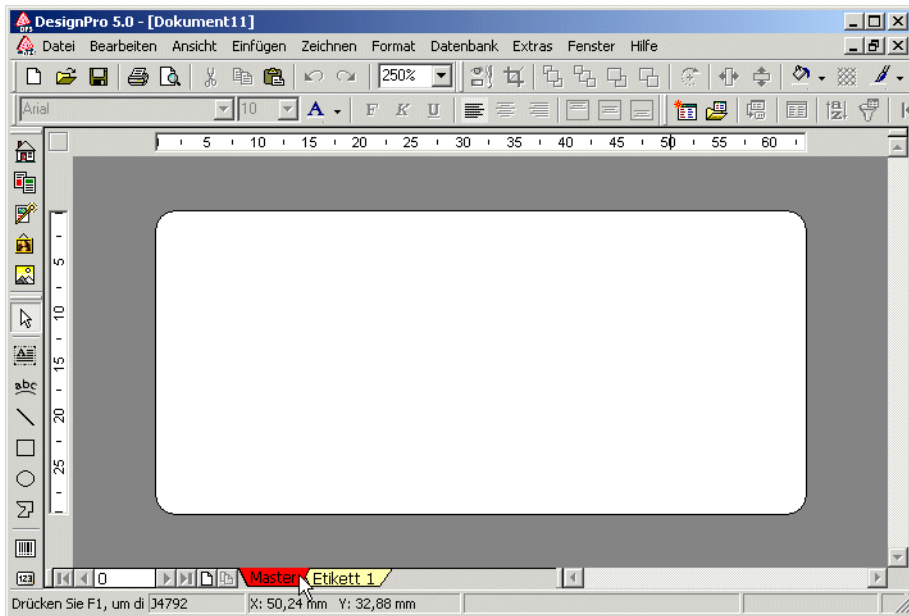 DesignPro 5.0 - [Dokument11]
Datei Bearbeiten Ansicht Einfügen Zeichnen Format Datenbank Extras Fenster Hilfe
250%
Arial 10 A F K U
5 10 15 20 25 30 35 40 45 50 55 60
5
10
15
20
25
abc
123
0 Master Etikett 1
Drücken Sie F1, um di J4792 X: 50,24 mm Y: 32,88 mm